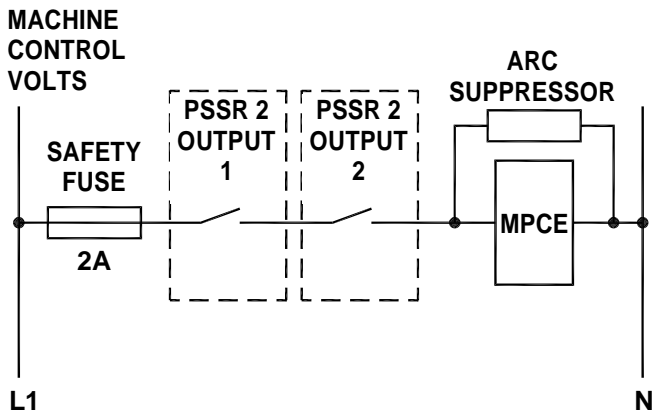 MACHINE
CONTROL
VOLTS
SAFETY
FUSE
2A
PSSR 2
OUTPUT
1
PSSR 2
OUTPUT
2
ARC
SUPPRESSOR
MPCE
L1
N